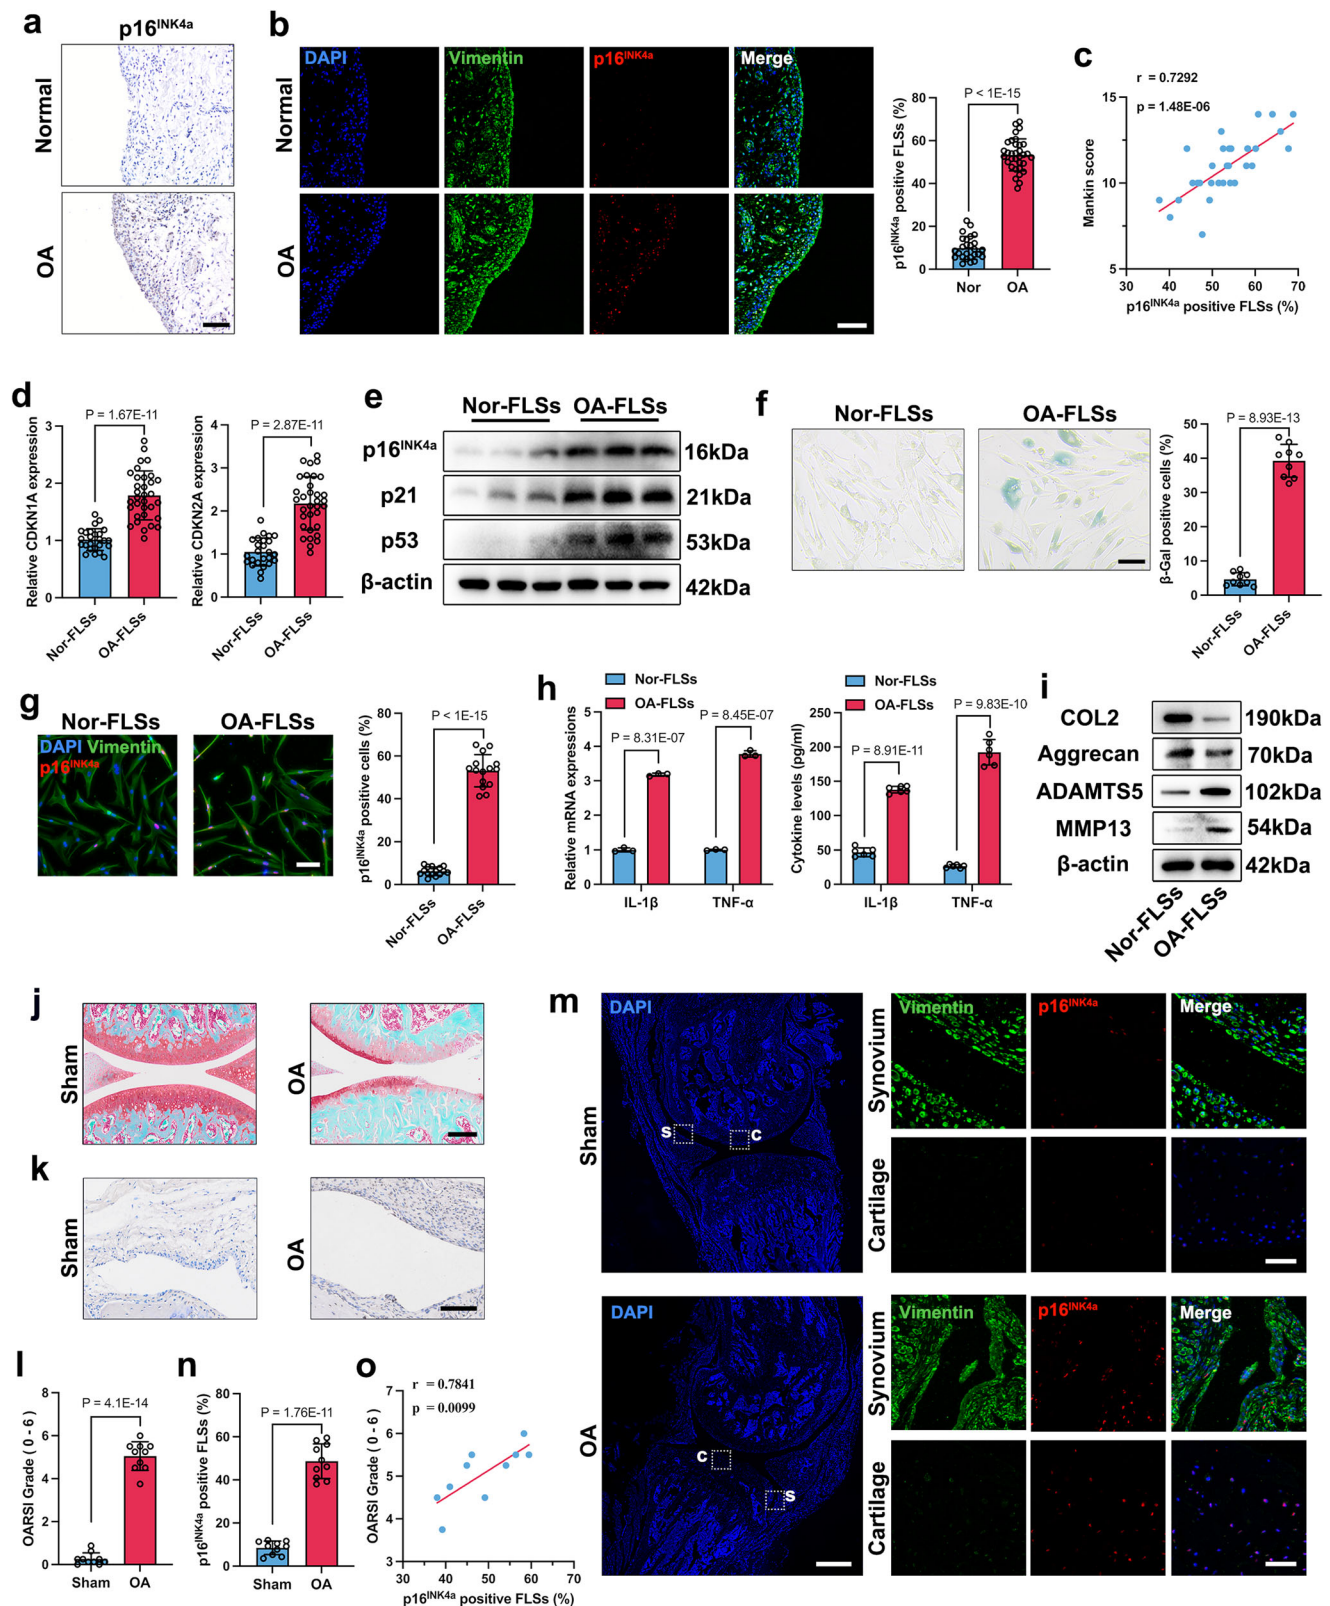 a
p16INK4a
Normal
OA
b
DAPI
Vimentin
p16INK4a
Merge
Normal
OA
P < 1E-15
p16INK4a positive FLSs (%)
80
60
40
20
0
Nor
OA
c
r = 0.7292
p = 1.48E-06
Mankin score
15
10
5
30
40
50
60
70
p16INK4a positive FLSs (%)
d
Relative CDKN1A expression
P = 1.67E-11
3
2
1
0
Nor-FLSs
OA-FLSs
Relative CDKN2A expression
P = 2.87E-11
4
3
2
1
0
Nor-FLSs
OA-FLSs
e
Nor-FLSs
OA-FLSs
p16INK4a
16kDa
p21
21kDa
p53
53kDa
β-actin
42kDa
f
Nor-FLSs
OA-FLSs
β-Gal positive cells (%)
P = 8.93E-13
50
40
30
20
10
0
Nor-FLSs
OA-FLSs
g
Nor-FLSs
OA-FLSs
DAPI Vimentin
p16INK4a
p16INK4a positive cells (%)
P < 1E-15
80
60
40
20
0
Nor-FLSs
OA-FLSs
h
Nor-FLSs
OA-FLSs
Relative mRNA expressions
P = 8.31E-07
P = 8.45E-07
5
4
3
2
1
0
IL-1β
TNF-α
Nor-FLSs
OA-FLSs
Cytokine levels (pg/ml)
P = 8.91E-11
P = 9.83E-10
250
200
150
100
50
0
IL-1β
TNF-α
i
COL2
190kDa
Aggrecan
70kDa
ADAMTS5
102kDa
MMP13
54kDa
β-actin
42kDa
Nor-FLSs
OA-FLSs
j
Sham
OA
k
Sham
OA
l
OARSI Grade ( 0 - 6 )
P = 4.1E-14
8
6
4
2
0
Sham
OA
n
p16INK4a positive FLSs (%)
P = 1.76E-11
80
60
40
20
0
Sham
OA
o
r = 0.7841
p = 0.0099
OARSI Grade ( 0 - 6 )
7
6
5
4
3
30
40
50
60
70
p16INK4a positive FLSs (%)
m
Sham
DAPI
s
c
Synovium
Vimentin
p16INK4a
Merge
Cartilage
OA
DAPI
c
s
Synovium
Vimentin
p16INK4a
Merge
Cartilage